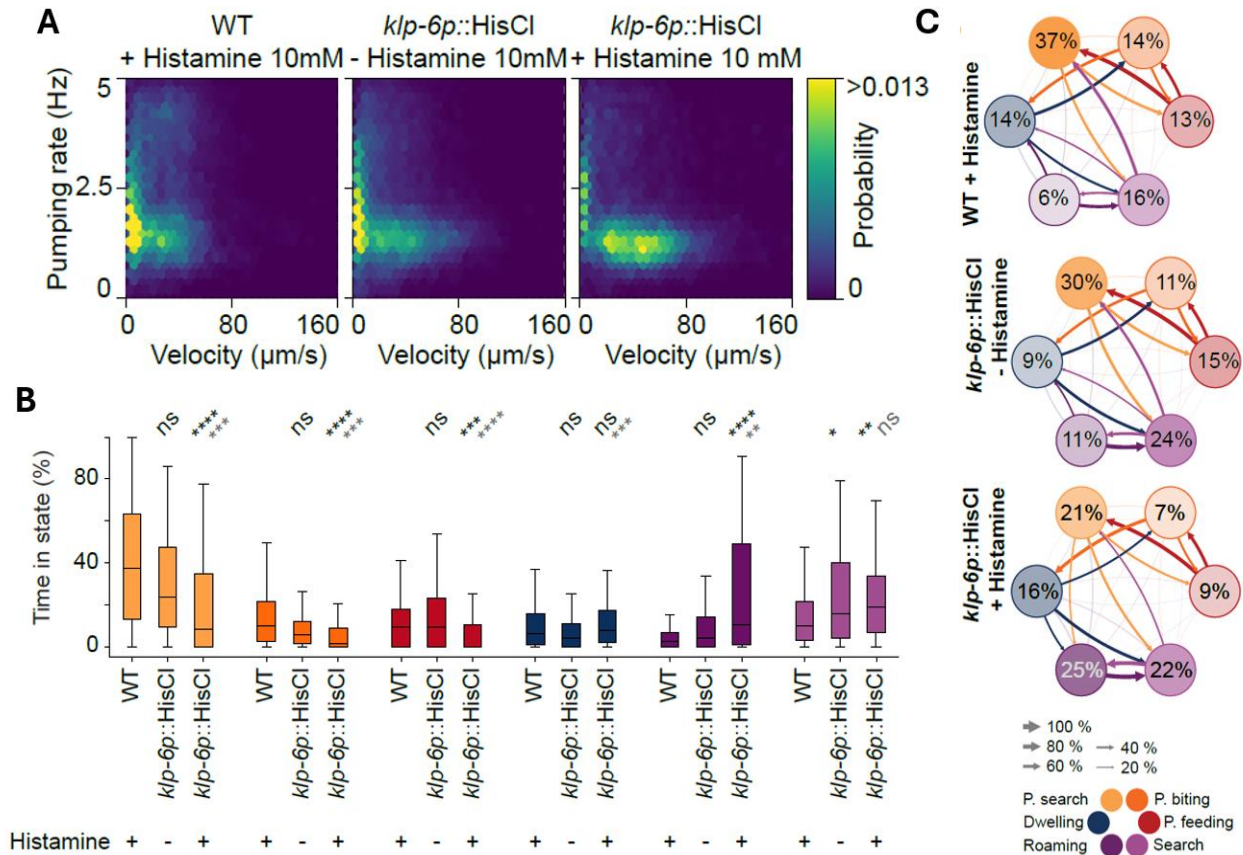 A
WT
+ Histamine 10mM
klp-6p::HisCl
- Histamine 10mM
klp-6p::HisCl
+ Histamine 10 mM
Pumping rate (Hz)
5
2.5
0
0 80 160
Velocity (µm/s)
0 80 160
Velocity (µm/s)
0 80 160
Velocity (µm/s)
>0.013
Probability
0
B
ns **** ***
ns **** ***
ns *** ****
ns ns ***
ns **** **
* ** ns
Time in state (%)
80
40
0
WT klp-6p::HisCl klp-6p::HisCl
WT klp-6p::HisCl klp-6p::HisCl
WT klp-6p::HisCl klp-6p::HisCl
WT klp-6p::HisCl klp-6p::HisCl
WT klp-6p::HisCl klp-6p::HisCl
WT klp-6p::HisCl klp-6p::HisCl
Histamine + - + + - + + - + + - + + - + + - +
C
WT + Histamine
37% 14%
14% 13%
6% 16%
klp-6p::HisCl
- Histamine
30% 11%
9% 15%
11% 24%
klp-6p::HisCl
+ Histamine
21% 7%
16% 9%
25% 22%
100 %
80 % 40 %
60 % 20 %
P. search P. biting
Dwelling P. feeding
Roaming Search